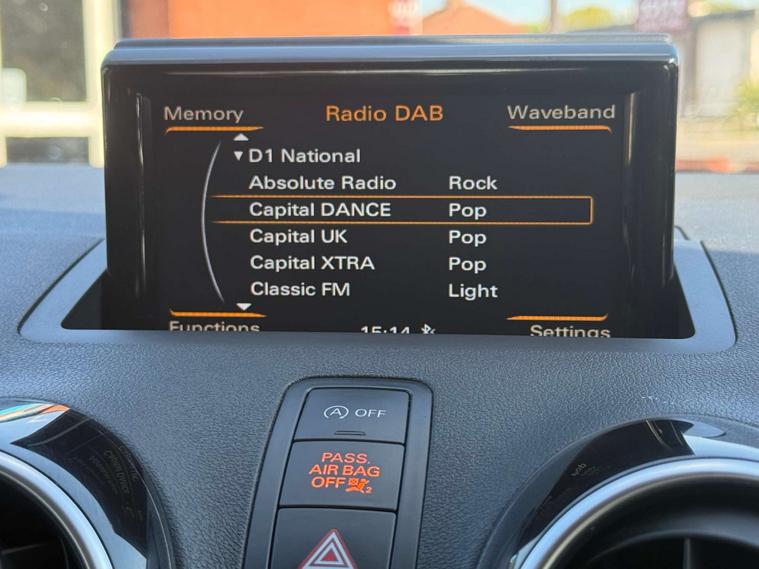 Memory Radio DAB Waveband
D1 National
Absolute Radio Rock
Capital DANCE Pop
Capital UK Pop
Capital XTRA Pop
Classic FM Light
Functions 15:14 Settings
A OFF
PASS.
AIR BAG
OFF 2